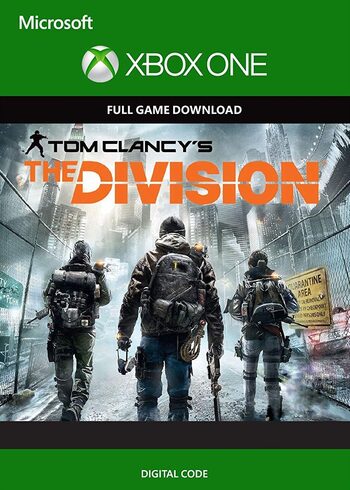 Microsoft
XBOX ONE
FULL GAME DOWNLOAD
TOM CLANCY'S
THE DIVISION
QUARANTINE
AREA
DIGITAL CODE